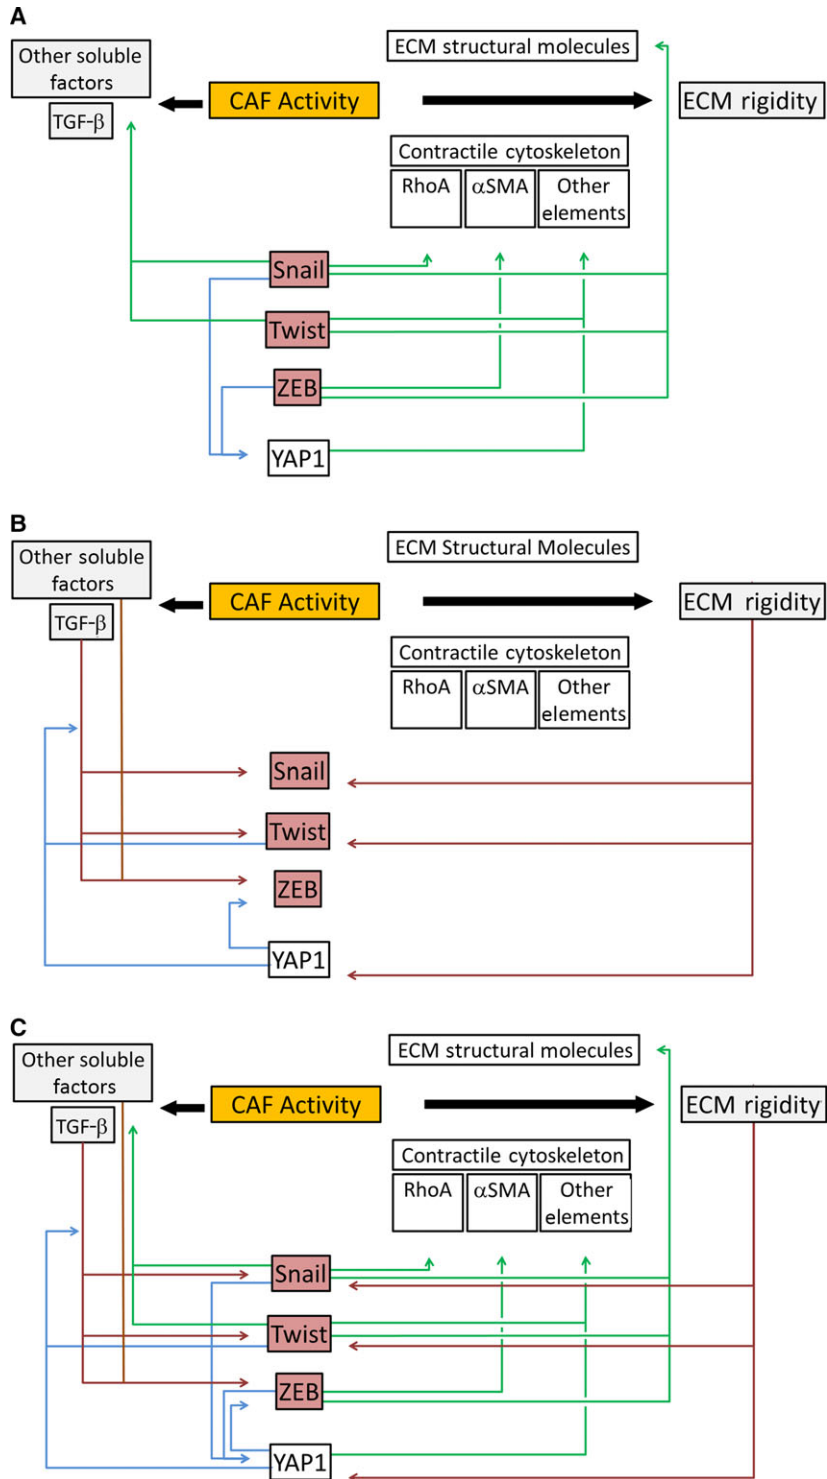 A
Other soluble
factors
TGF-β
CAF Activity
ECM structural molecules
ECM rigidity
Contractile cytoskeleton
RhoA
αSMA
Other
elements
Snail
Twist
ZEB
YAP1
B
Other soluble
factors
TGF-β
CAF Activity
ECM Structural Molecules
ECM rigidity
Contractile cytoskeleton
RhoA
αSMA
Other
elements
Snail
Twist
ZEB
YAP1
C
Other soluble
factors
TGF-β
CAF Activity
ECM structural molecules
ECM rigidity
Contractile cytoskeleton
RhoA
αSMA
Other
elements
Snail
Twist
ZEB
YAP1